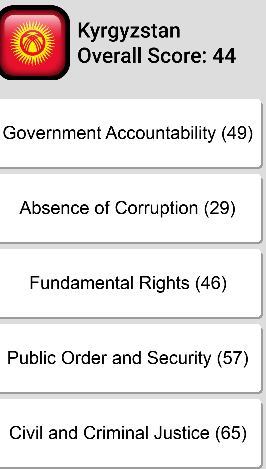 Kyrgyzstan
Overall Score: 44
Government Accountability (49)
Absence of Corruption (29)
Fundamental Rights (46)
Public Order and Security (57)
Civil and Criminal Justice (65)